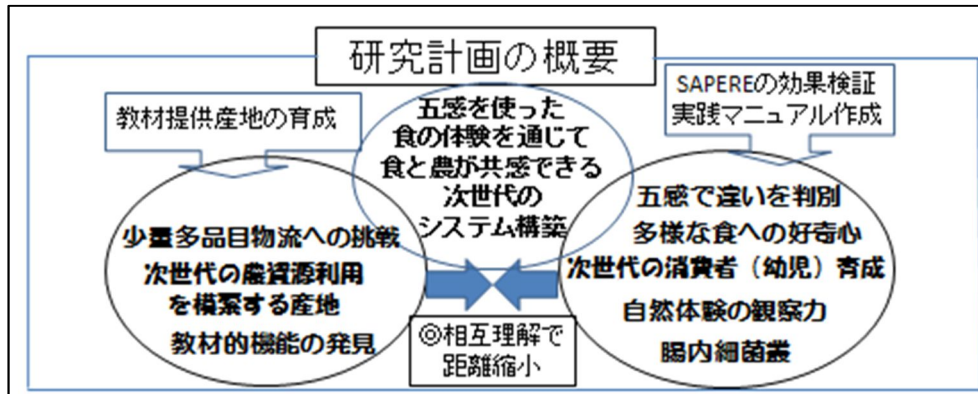 研究計画の概要
教材提供産地の育成
SAPEREの効果検証
実践マニュアル作成
五感を使った
食の体験を通じて
食と農が共感できる
次世代の
システム構築
少量多品目物流への挑戦
次世代の農資源利用
を模索する産地
教材的機能の発見
五感で違いを判別
多様な食への好奇心
次世代の消費者（幼児）育成
自然体験の観察力
腸内細菌叢
◎相互理解で
距離縮小